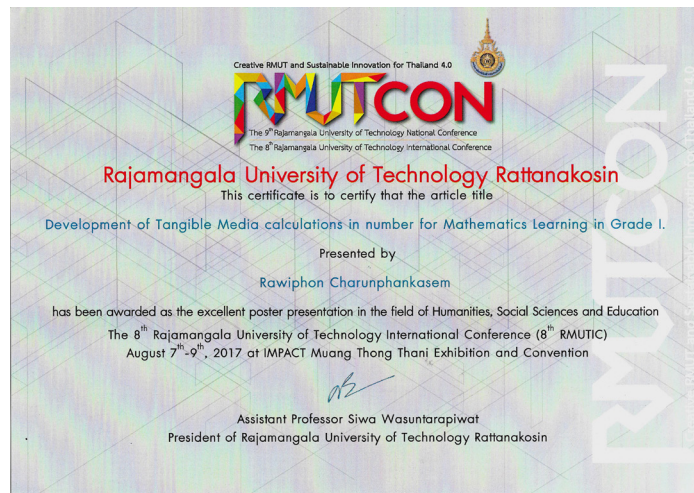 Creative RMUT and Sustainable Innovation for Thailand 4.0
RMUTCON
The 9th Rajamangala University of Technology National Conference
The 8th Rajamangala University of Technology International Conference
Rajamangala University of Technology Rattanakosin
This certificate is to certify that the article title
Development of Tangible Media calculations in number for Mathematics Learning in Grade I.
Presented by
Rawiphon Charunphankasem
has been awarded as the excellent poster presentation in the field of Humanities, Social Sciences and Education
The 8th Rajamangala University of Technology International Conference (8th RMUTIC)
August 7th-9th, 2017 at IMPACT Muang Thong Thani Exhibition and Convention
Assistant Professor Siwa Wasuntarapiwat
President of Rajamangala University of Technology Rattanakosin
RMUTCON